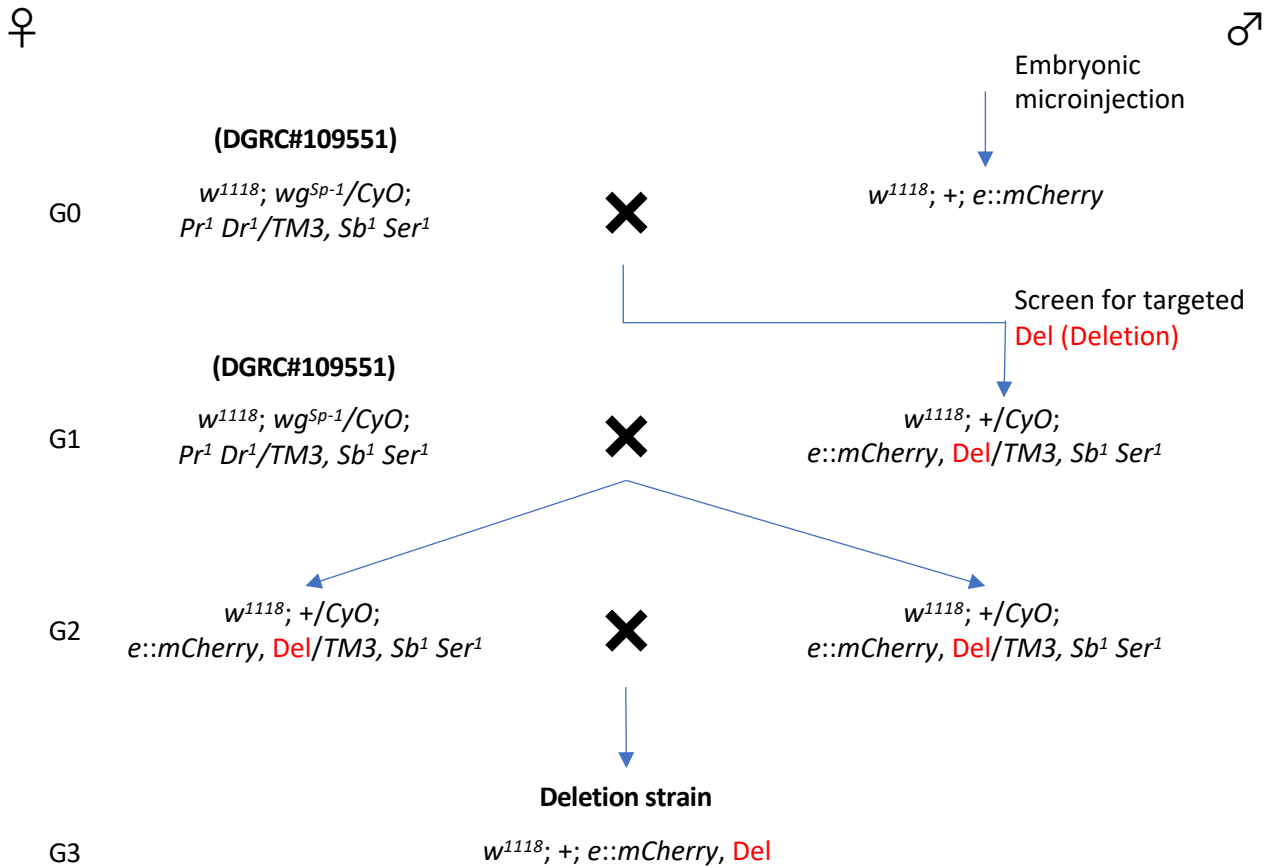 ♀
♂
Embryonic
microinjection
(DGRC#109551)
G0
w1118; wgSp-1/CyO;
Pr1 Dr1/TM3, Sb1 Ser1
w1118; +; e::mCherry
Screen for targeted
Del (Deletion)
(DGRC#109551)
G1
w1118; wgSp-1/CyO;
Pr1 Dr1/TM3, Sb1 Ser1
w1118; +/CyO;
e::mCherry, Del/TM3, Sb1 Ser1
G2
w1118; +/CyO;
e::mCherry, Del/TM3, Sb1 Ser1
w1118; +/CyO;
e::mCherry, Del/TM3, Sb1 Ser1
Deletion strain
G3
w1118; +; e::mCherry, Del